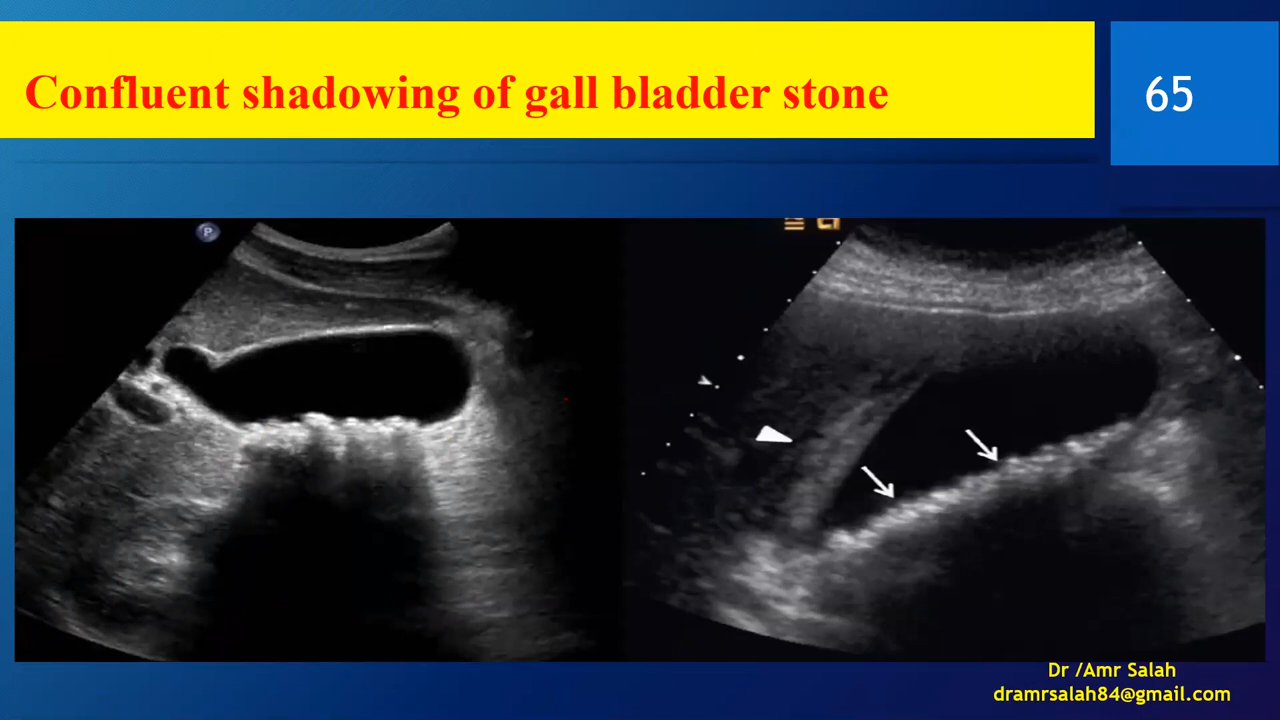 Confluent shadowing of gall bladder stone
65
P
Dr /Amr Salah
dramrsalah84@gmail.com